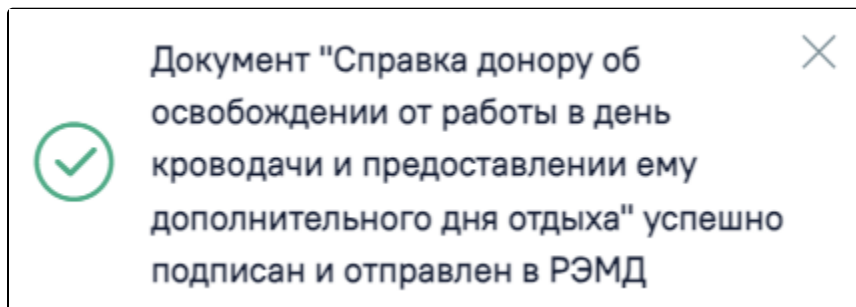 Документ "Справка донору об
освобождении от работы в день
кроводачи и предоставлении ему
дополнительного дня отдыха" успешно
подписан и отправлен в РЭМД